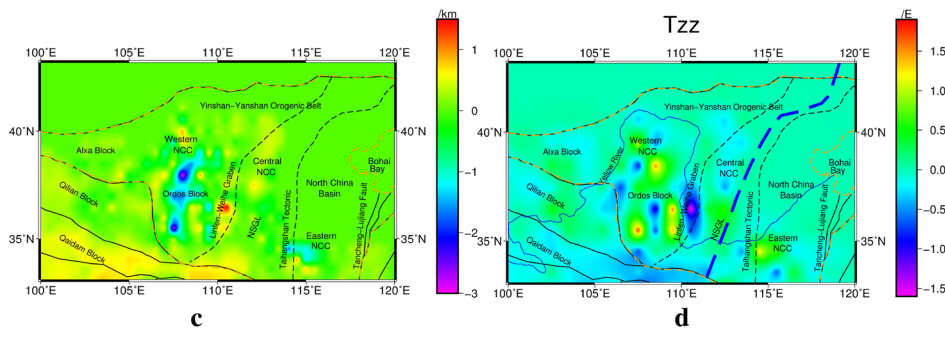 /km
100°E 105°E 110°E 115°E 120°E
Yinshan−Yanshan Orogenic Belt
40°N
40°N
Western
NCC
Alxa Block
Central
NCC
Bohai
Bay
Qilian Block
Ordos Block
Linfen−Weihe Graben
North China
Basin
NSGL
Taihangshan Tectonic
Tancheng−Lujiang Fault
35°N
35°N
Eastern
NCC
Qaidam Block
100°E 105°E 110°E 115°E 120°E
1
0
−1
−2
−3
c
Tzz
/E
100°E 105°E 110°E 115°E 120°E
Yinshan−Yanshan Orogenic Belt
40°N
40°N
Western
NCC
Alxa Block
Yellow River
Central
NCC
Bohai
Bay
Qilian Block
Ordos Block
Linfen−Weihe Graben
North China
Basin
NSGL
Taihangshan Tectonic
Tancheng−Lujiang Fault
35°N
35°N
Eastern
NCC
Qaidam Block
100°E 105°E 110°E 115°E 120°E
1.5
1.0
0.5
0.0
−0.5
−1.0
−1.5
d